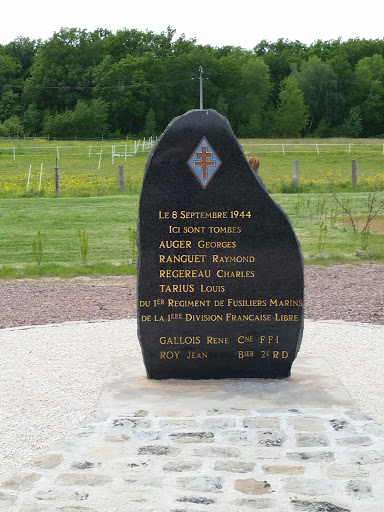 LE 8 SEPTEMBRE 1944
ICI SONT TOMBES
AUGER GEORGES
RANGUET RAYMOND
REGEREAU CHARLES
TARIUS LOUIS
DU 1ER REGIMENT DE FUSILIERS MARINS
DE LA 1ERE DIVISION FRANCAISE LIBRE
GALLOIS RENE CNE FFI
ROY JEAN BIER 2E RD